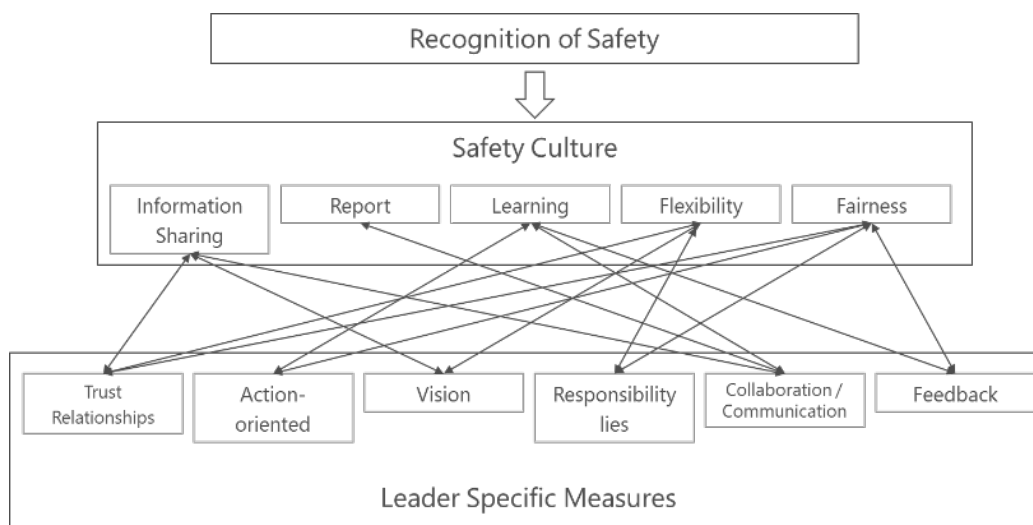 Recognition of Safety
Safety Culture
Information
Sharing
Report
Learning
Flexibility
Fairness
Trust
Relationships
Action-
oriented
Vision
Responsibility
lies
Collaboration /
Communication
Feedback
Leader Specific Measures